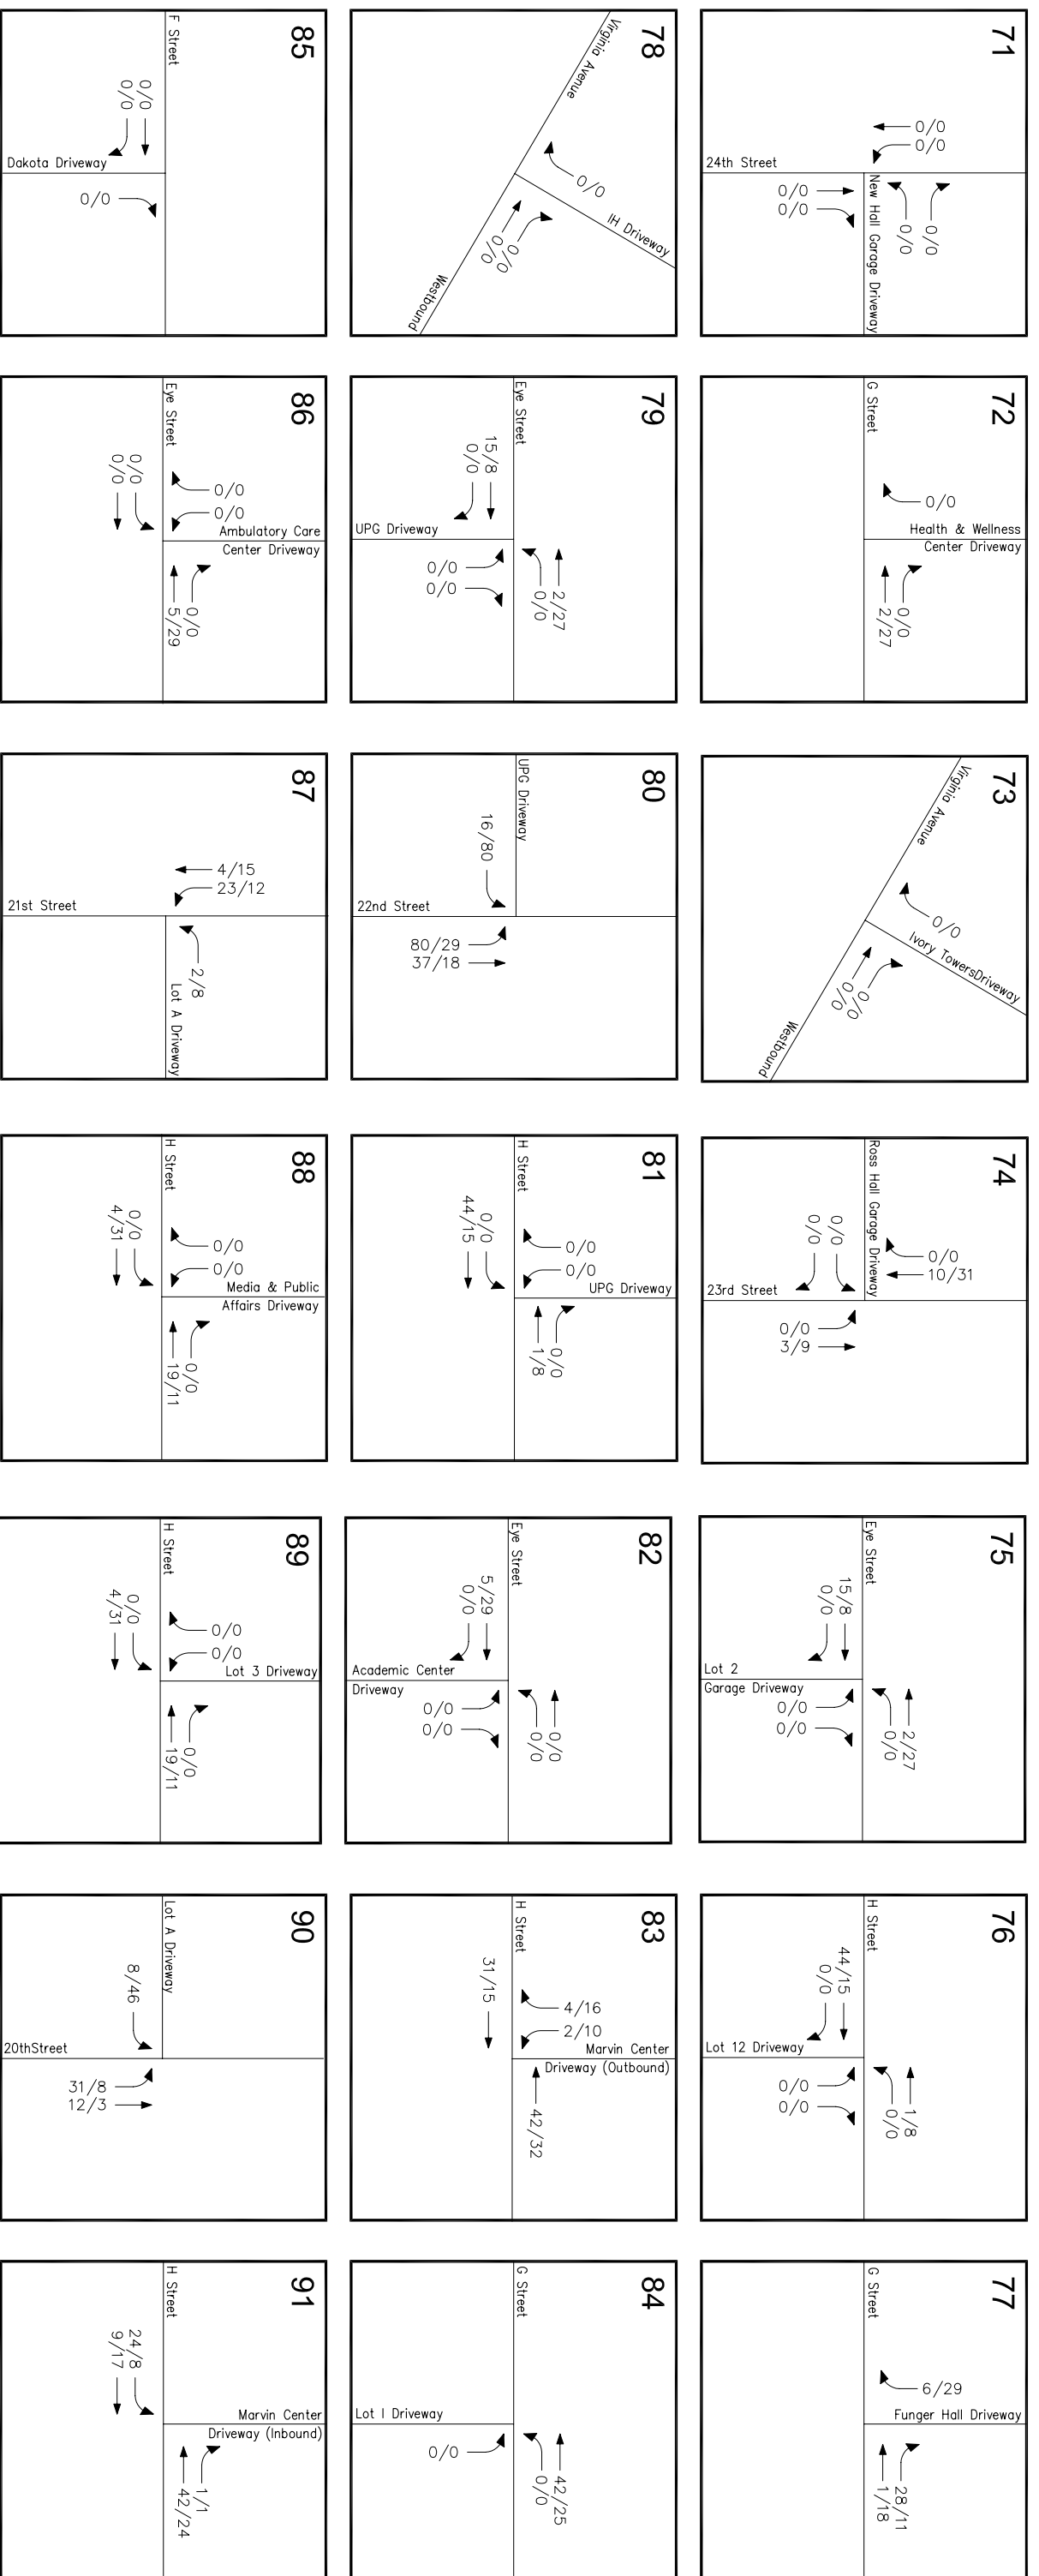 71
0/0
0/0
24th Street
New Hall Garage Driveway
0/0
0/0
0/0
0/0
72
G Street
0/0
Health & Wellness
Center Driveway
0/0
2/27
73
Virginia Avenue
0/0
Ivory TowersDriveway
0/0
0/0
Westbound
74
Ross Hall Garage Driveway
0/0
10/31
0/0
0/0
23rd Street
0/0
3/9
75
Eye Street
15/8
0/0
Lot 2
Garage Driveway
0/0
0/0
2/27
0/0
76
H Street
44/15
0/0
Lot 12 Driveway
0/0
0/0
1/8
0/0
77
G Street
6/29
Funger Hall Driveway
28/11
1/18
78
Virginia Avenue
0/0
IH Driveway
0/0
0/0
Westbound
79
Eye Street
15/8
0/0
UPG Driveway
0/0
0/0
2/27
0/0
80
UPG Driveway
16/80
22nd Street
80/29
37/18
81
H Street
0/0
44/15
0/0
0/0
UPG Driveway
0/0
1/8
82
Eye Street
5/29
0/0
Academic Center
Driveway
0/0
0/0
0/0
0/0
83
H Street
31/15
4/16
2/10
Marvin Center
Driveway (Outbound)
42/32
84
G Street
Lot I Driveway
0/0
42/25
0/0
85
F Street
0/0
0/0
Dakota Driveway
0/0
86
Eye Street
0/0
0/0
0/0
0/0
Ambulatory Care
Center Driveway
0/0
5/29
87
4/15
23/12
21st Street
2/8
Lot A Driveway
88
H Street
0/0
4/31
0/0
0/0
Media & Public
Affairs Driveway
0/0
19/11
89
H Street
0/0
4/31
0/0
0/0
Lot 3 Driveway
0/0
19/11
90
Lot A Driveway
8/46
20thStreet
31/8
12/3
91
H Street
24/8
9/17
Marvin Center
Driveway (Inbound)
1/1
42/24